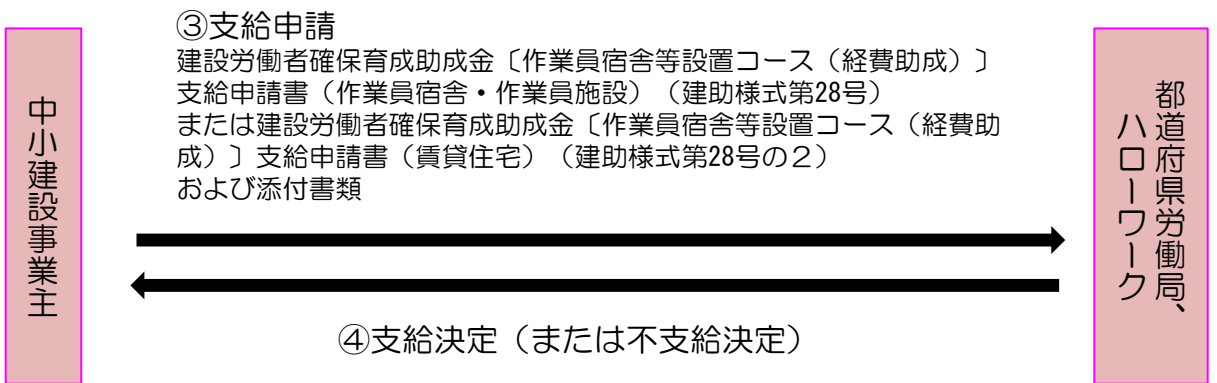 ③支給申請
建設労働者確保育成助成金〔作業員宿舎等設置コース（経費助成）〕
支給申請書（作業員宿舎・作業員施設）（建助様式第28号）
または建設労働者確保育成助成金〔作業員宿舎等設置コース（経費助
成）〕支給申請書（賃貸住宅）（建助様式第28号の２）
および添付書類
中小建設事業主
都道府県労働局、
ハローワーク
④支給決定（または不支給決定）